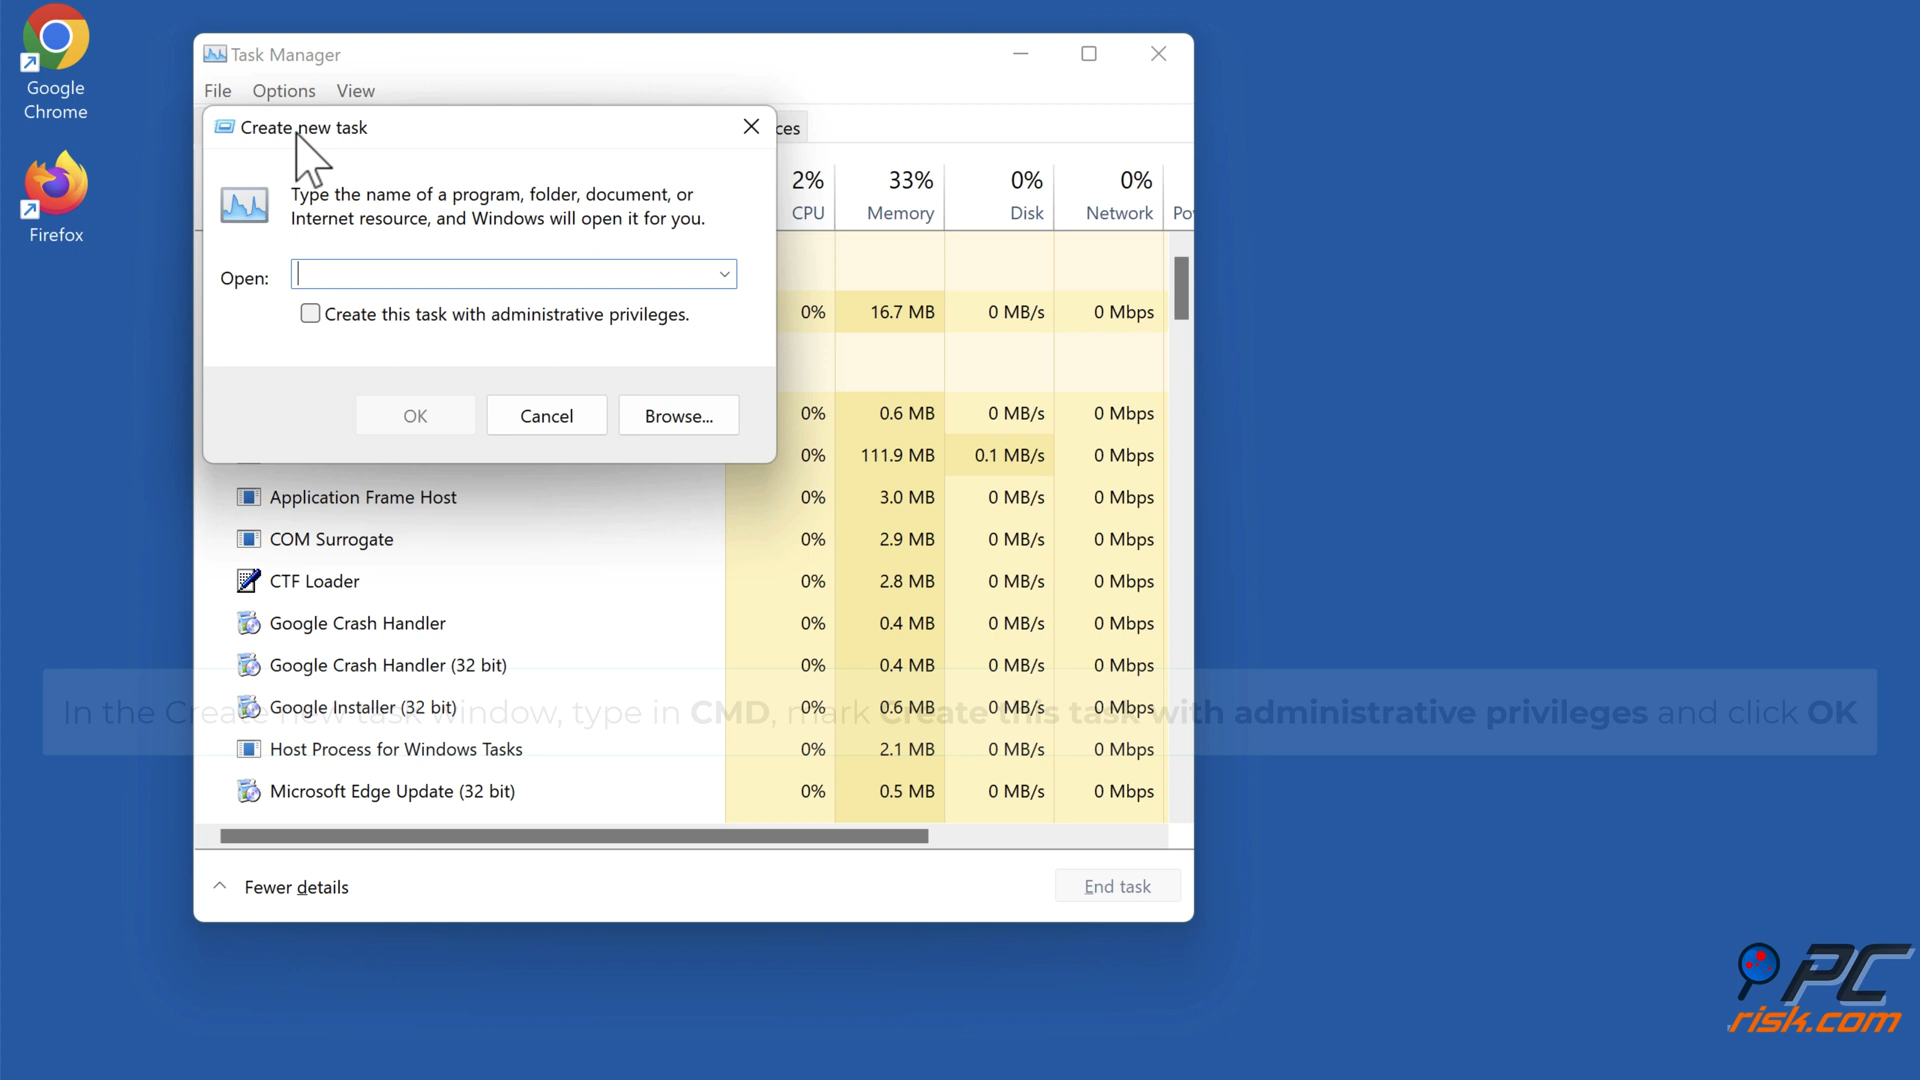 Google
Chrome
Firefox
Task Manager
File Options View
Create new task
ces
Type the name of a program, folder, document, or
Internet resource, and Windows will open it for you.
Open:
Create this task with administrative privileges.
OK Cancel Browse...
2% 33% 0% 0%
CPU Memory Disk Network Po
0% 16.7 MB 0 MB/s 0 Mbps
0% 0.6 MB 0 MB/s 0 Mbps
0% 111.9 MB 0.1 MB/s 0 Mbps
Application Frame Host 0% 3.0 MB 0 MB/s 0 Mbps
COM Surrogate 0% 2.9 MB 0 MB/s 0 Mbps
CTF Loader 0% 2.8 MB 0 MB/s 0 Mbps
Google Crash Handler 0% 0.4 MB 0 MB/s 0 Mbps
Google Crash Handler (32 bit) 0% 0.4 MB 0 MB/s 0 Mbps
Google Installer (32 bit) 0% 0.6 MB 0 MB/s 0 Mbps
In the Create new task window, type in CMD, mark Create this task with administrative privileges and click OK
Host Process for Windows Tasks 0% 2.1 MB 0 MB/s 0 Mbps
Microsoft Edge Update (32 bit) 0% 0.5 MB 0 MB/s 0 Mbps
Fewer details
End task
PC
risk.com